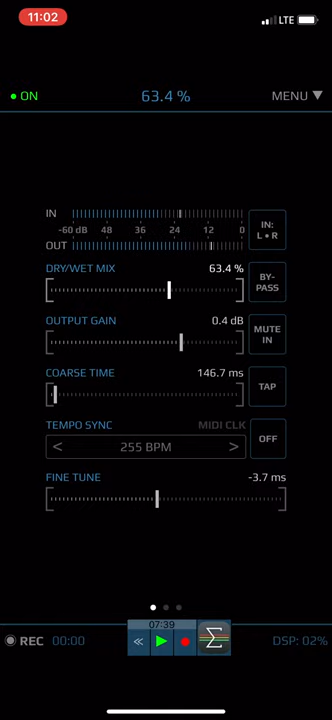 11:02
LTE
ON
63.4 %
MENU ▼
IN
-60 dB 48 36 24 12 0
OUT
IN:
L • R
DRY/WET MIX
63.4 %
BY-
PASS
OUTPUT GAIN
0.4 dB
MUTE
IN
COARSE TIME
146.7 ms
TAP
TEMPO SYNC
MIDI CLK
< 255 BPM >
OFF
FINE TUNE
-3.7 ms
REC 00:00
07:39
Σ
DSP: 02%